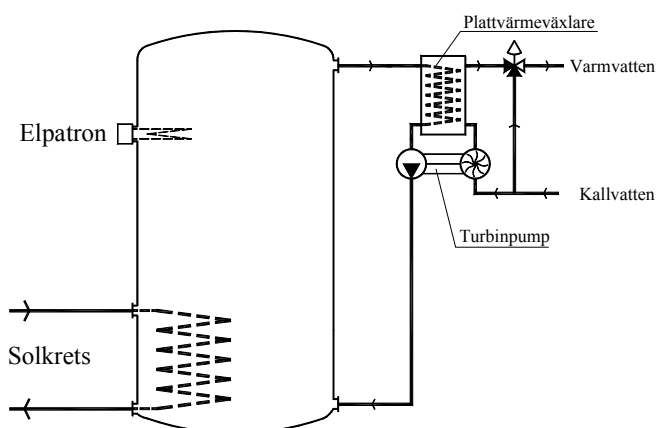 Plattvärmeväxlare
Varmvatten
Elpatron
Kallvatten
Turbinpump
Solkrets